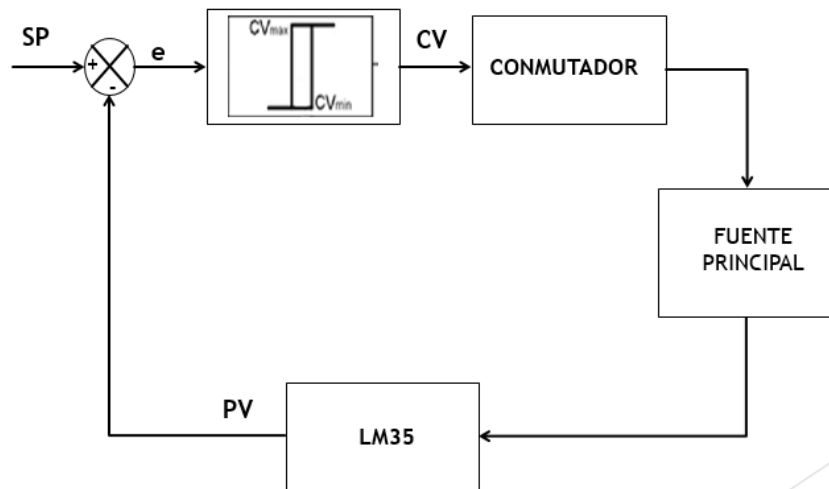 SP
+
-
e
CVmax
CVmin
CV
CONMUTADOR
FUENTE
PRINCIPAL
LM35
PV